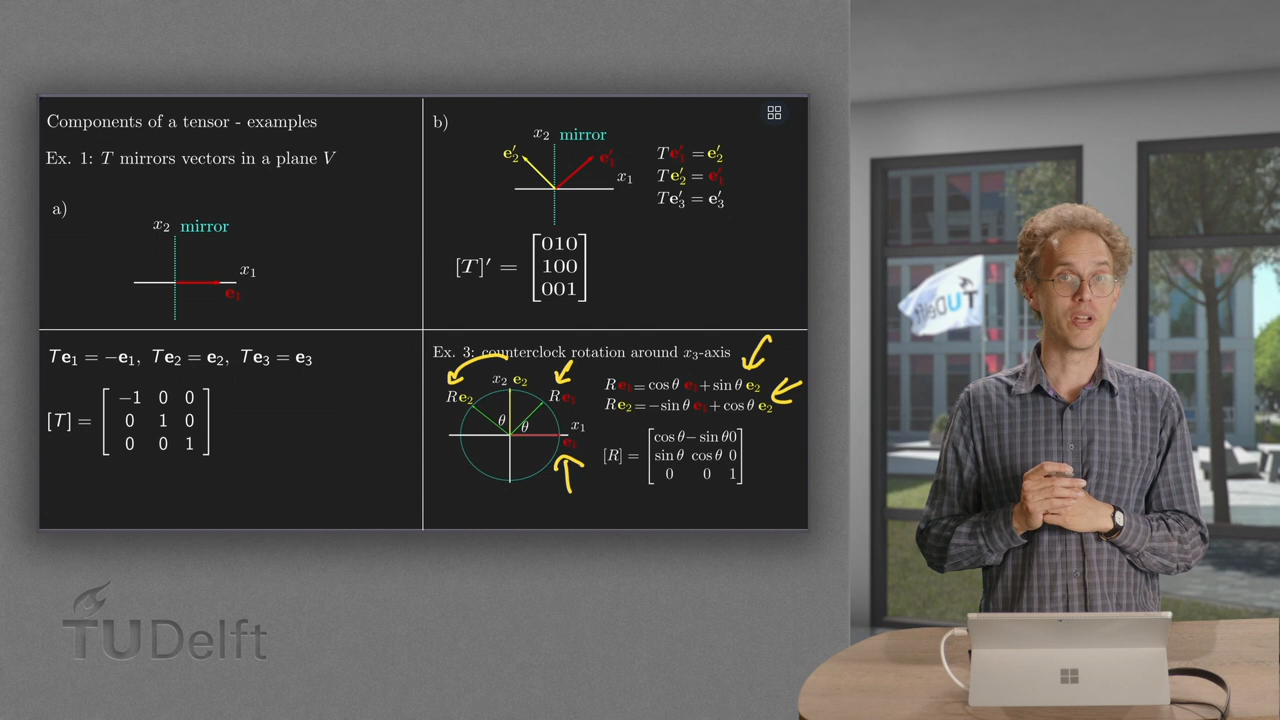 Components of a tensor - examples
Ex. 1: T mirrors vectors in a plane V
a)
x₂ mirror
x₁
e₁
b)
x₂ mirror
e′₂ e′₁
x₁
Te′₁ = e′₂
Te′₂ = e′₁
Te′₃ = e′₃
[T]′ = [010
100
001]
Te₁ = −e₁, Te₂ = e₂, Te₃ = e₃
[T] = [−1 0 0
0 1 0
0 0 1]
Ex. 3: counterclock rotation around x₃-axis
x₂ e₂
Re₂ Re₁
θ θ
x₁
e₁
Re₁=cos θ e₁+sin θ e₂
Re₂=−sin θ e₁+cos θ e₂
[R] = [cos θ− sin θ0
sin θ cos θ 0
0 0 1]
TUDelft
TUDelft